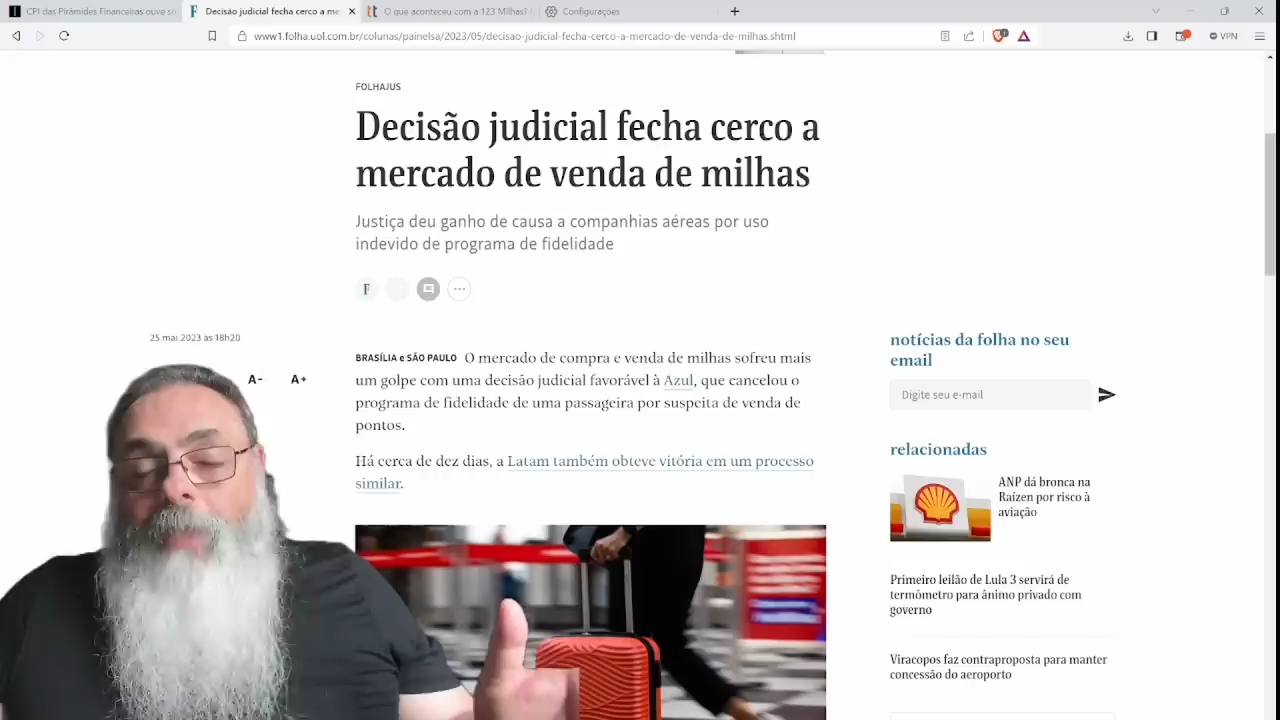 CPI das Pirâmides Financeiras ouve só
Decisão judicial fecha cerco a me
O que aconteceu com a 123 Milhas?
Configurações
www1.folha.uol.com.br/colunas/painelsa/2023/05/decisao-judicial-fecha-cerco-a-mercado-de-venda-de-milhas.shtml
VPN
FOLHAJUS
Decisão judicial fecha cerco a
mercado de venda de milhas
Justiça deu ganho de causa a companhias aéreas por uso
indevido de programa de fidelidade
F
25.mai.2023 às 18h20
A- A+
BRASÍLIA e SÃO PAULO O mercado de compra e venda de milhas sofreu mais
um golpe com uma decisão judicial favorável à Azul, que cancelou o
programa de fidelidade de uma passageira por suspeita de venda de
pontos.
Há cerca de dez dias, a Latam também obteve vitória em um processo
similar.
notícias da folha no seu
email
Digite seu e-mail
relacionadas
ANP dá bronca na
Raízen por risco à
aviação
Primeiro leilão de Lula 3 servirá de
termômetro para ânimo privado com
governo
Viracopos faz contraproposta para manter
concessão do aeroporto